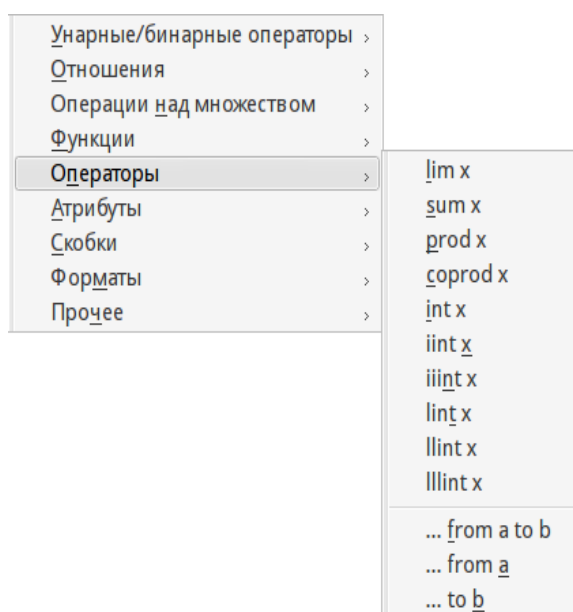 Унарные/бинарные операторы
Отношения
Операции над множеством
Функции
Операторы
Атрибуты
Скобки
Форматы
Прочее
lim x
sum x
prod x
coprod x
int x
iint x
iiint x
lint x
llint x
lllint x
... from a to b
... from a
... to b